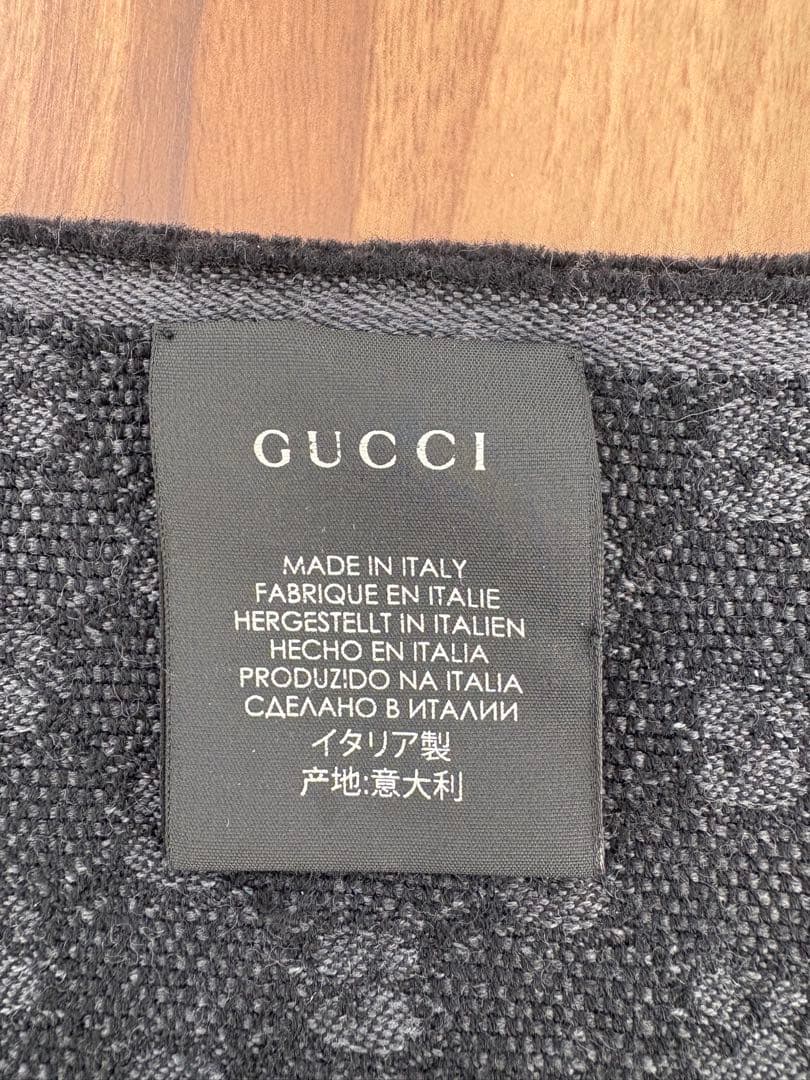 GUCCI
MADE IN ITALY
FABRIQUE EN ITALIE
HERGESTELLT IN ITALIEN
HECHO EN ITALIA
PRODUZIDO NA ITALIA
СДЕЛАНО В ИТАЛИИ
イタリア製
产地:意大利